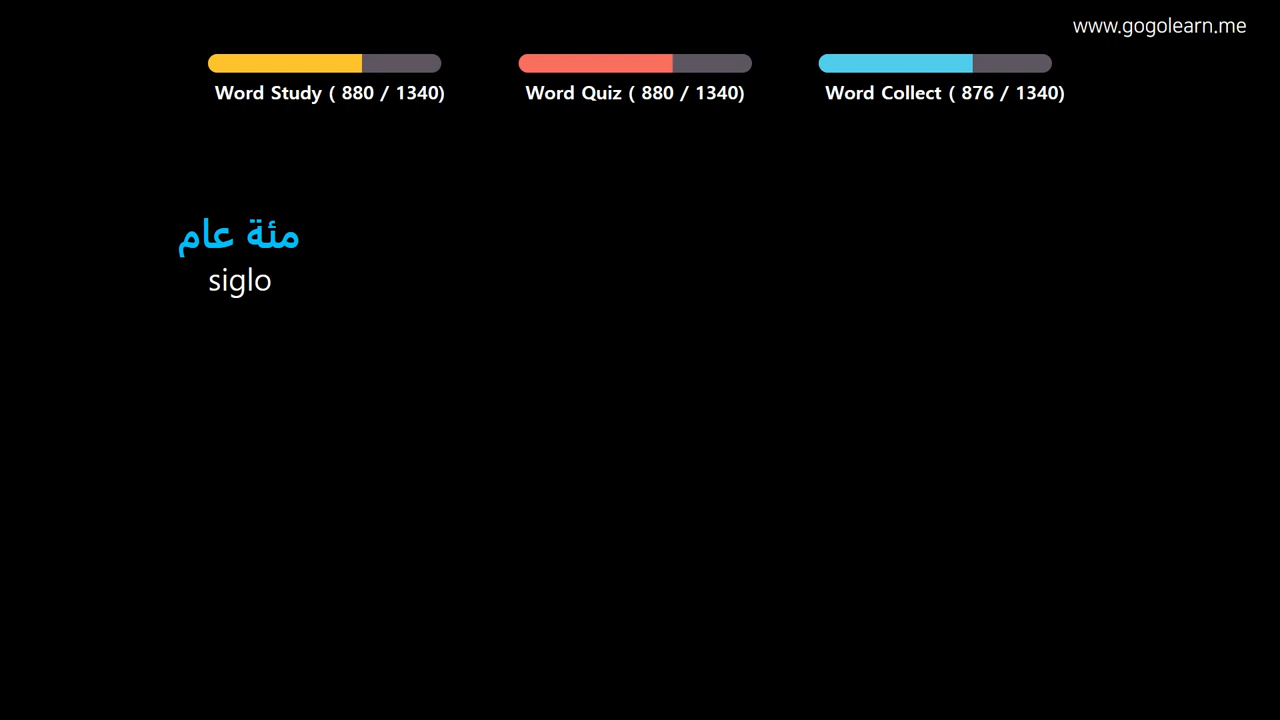 www.gogolearn.me
Word Study ( 880 / 1340)
Word Quiz ( 880 / 1340)
Word Collect ( 876 / 1340)
مئة عام
siglo